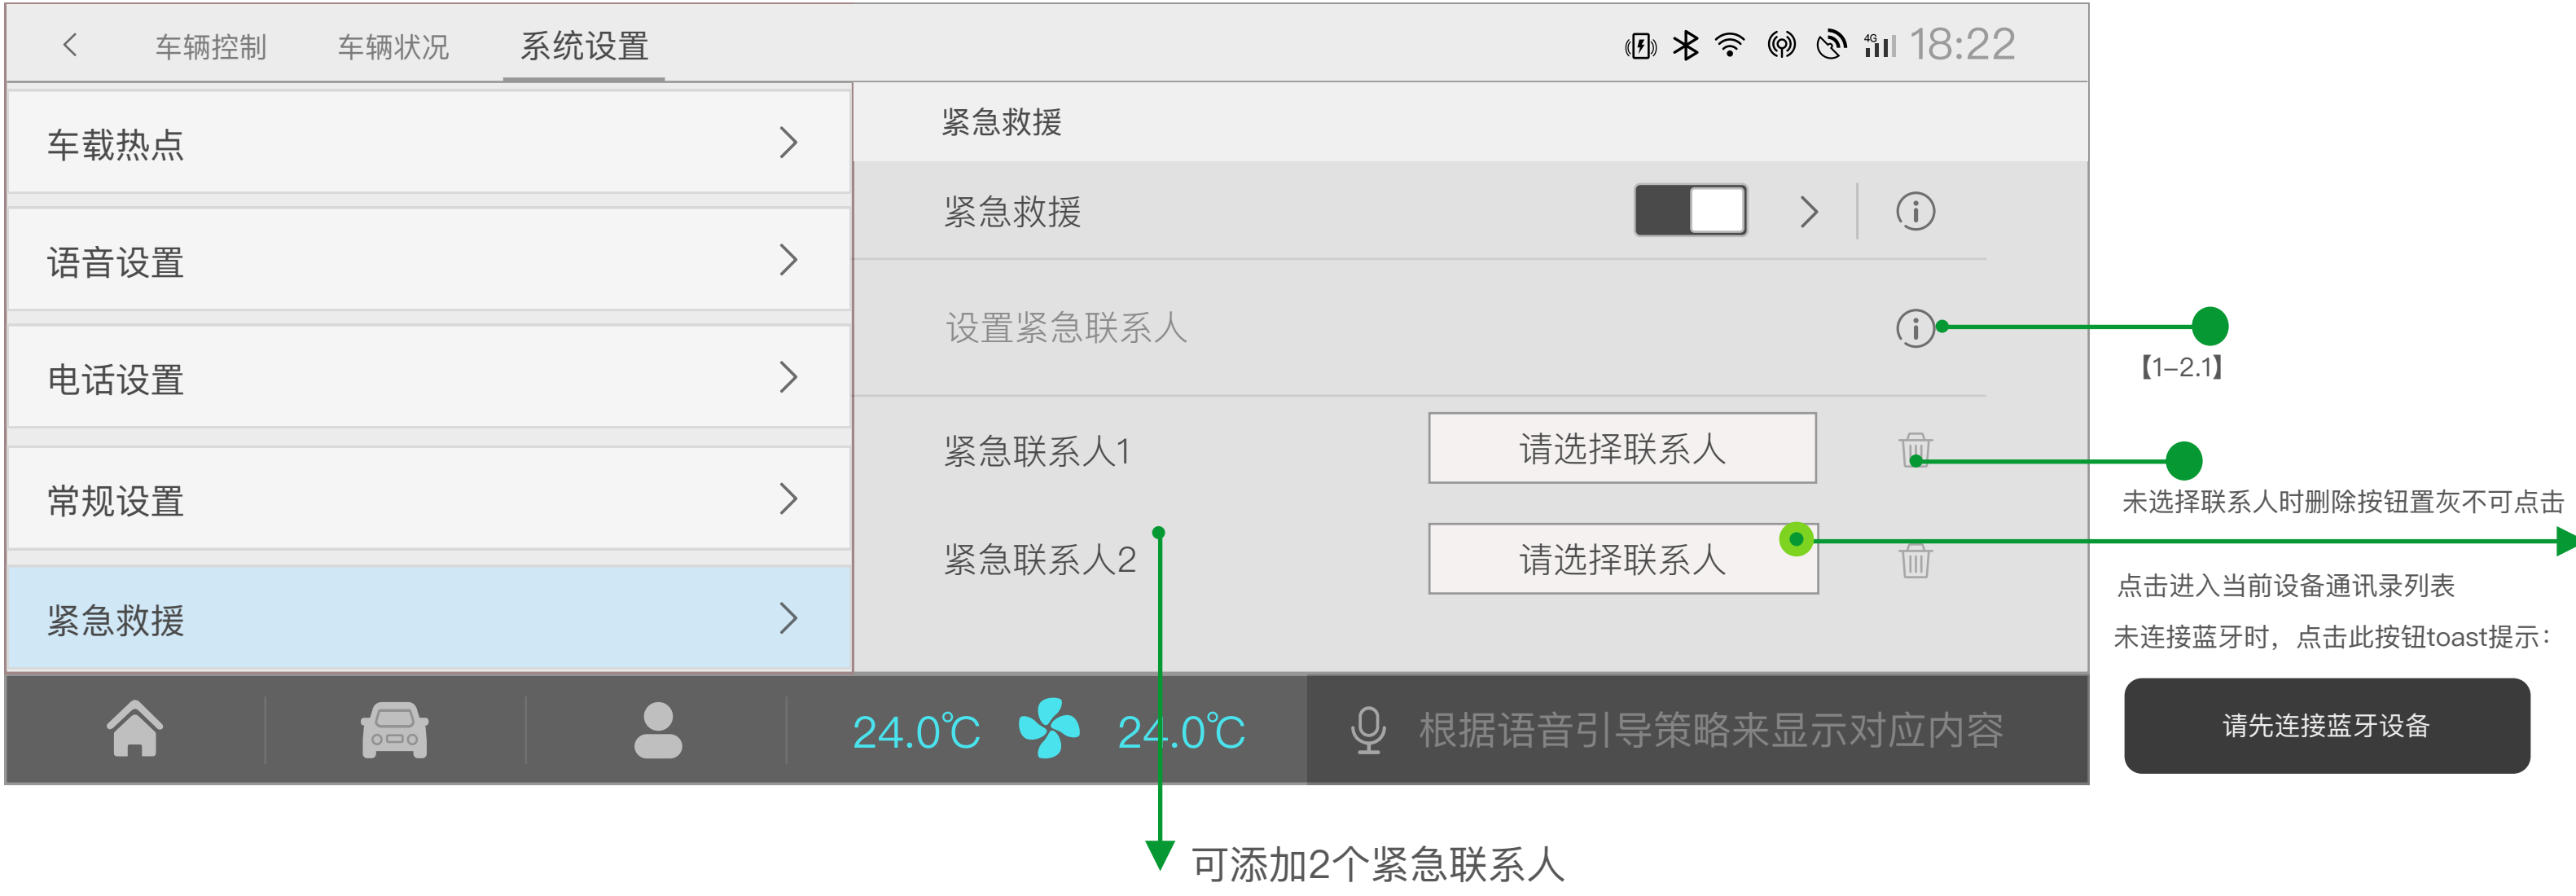 车辆控制 车辆状况 系统设置 4G 18:22
车载热点
语音设置
电话设置
常规设置
紧急救援
紧急救援
紧急救援
设置紧急联系人
紧急联系人1 请选择联系人
紧急联系人2 请选择联系人
24.0℃ 24.0℃ 根据语音引导策略来显示对应内容
【1-2.1】
未选择联系人时删除按钮置灰不可点击
点击进入当前设备通讯录列表
未连接蓝牙时，点击此按钮toast提示：
请先连接蓝牙设备
可添加2个紧急联系人